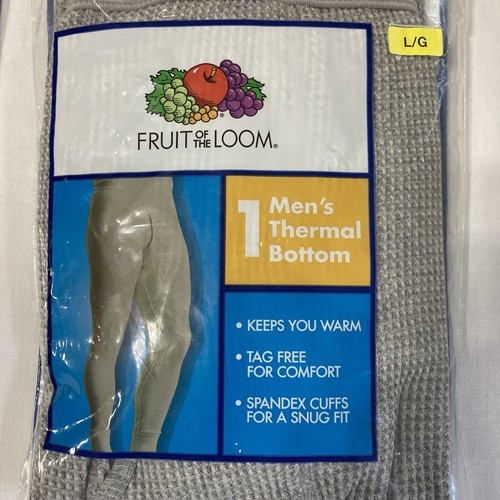 L/G
FRUIT OF THE LOOM®
1 Men's
Thermal
Bottom
• KEEPS YOU WARM
• TAG FREE
FOR COMFORT
• SPANDEX CUFFS
FOR A SNUG FIT